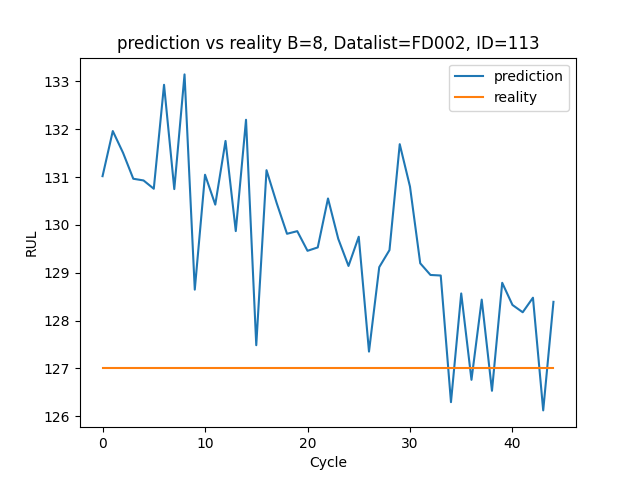 prediction vs reality B=8, Datalist=FD002, ID=113
prediction
reality
133
132
131
130
129
128
127
126
RUL
0 10 20 30 40
Cycle